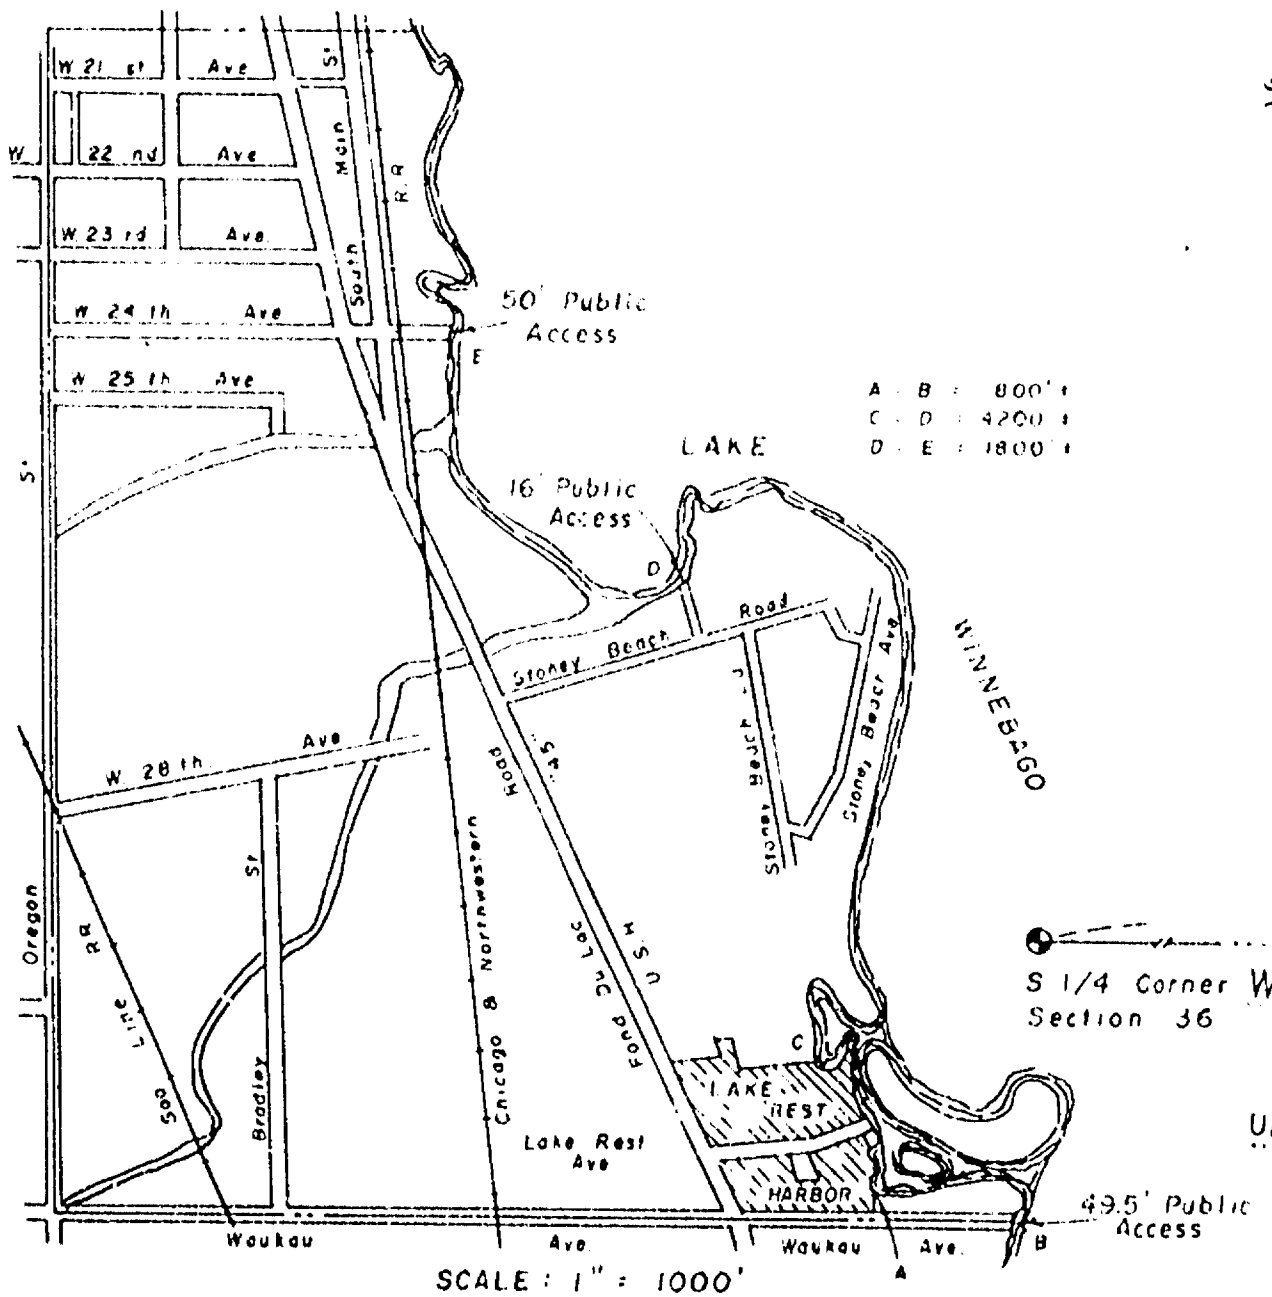 W 21 st Ave
St
W 22 nd Ave
Main
R.R
W. 23 rd Ave.
South
W 24 th Ave
50' Public
Access
E
W 25 th Ave
A - B = 800' ±
C - D = 4200 ±
D - E = 1800' ±
LAKE
St
16' Public
Access
D
Stoney Beach Road
WINNEBAGO
Stoney Beach Ave
Stoney Beach
W. 28 th. Ave
Road
"45"
St
Oregon
RR
Line
Soo
Bradley
Chicago & Northwestern
Fond Du Lac
U.S.H
S 1/4 Corner
Section 36
C
LAKE
REST
Lake Rest
Ave
HARBOR
49.5' Public
Access
B
Waukau Ave.
Waukau Ave.
A
SCALE : 1" = 1000'